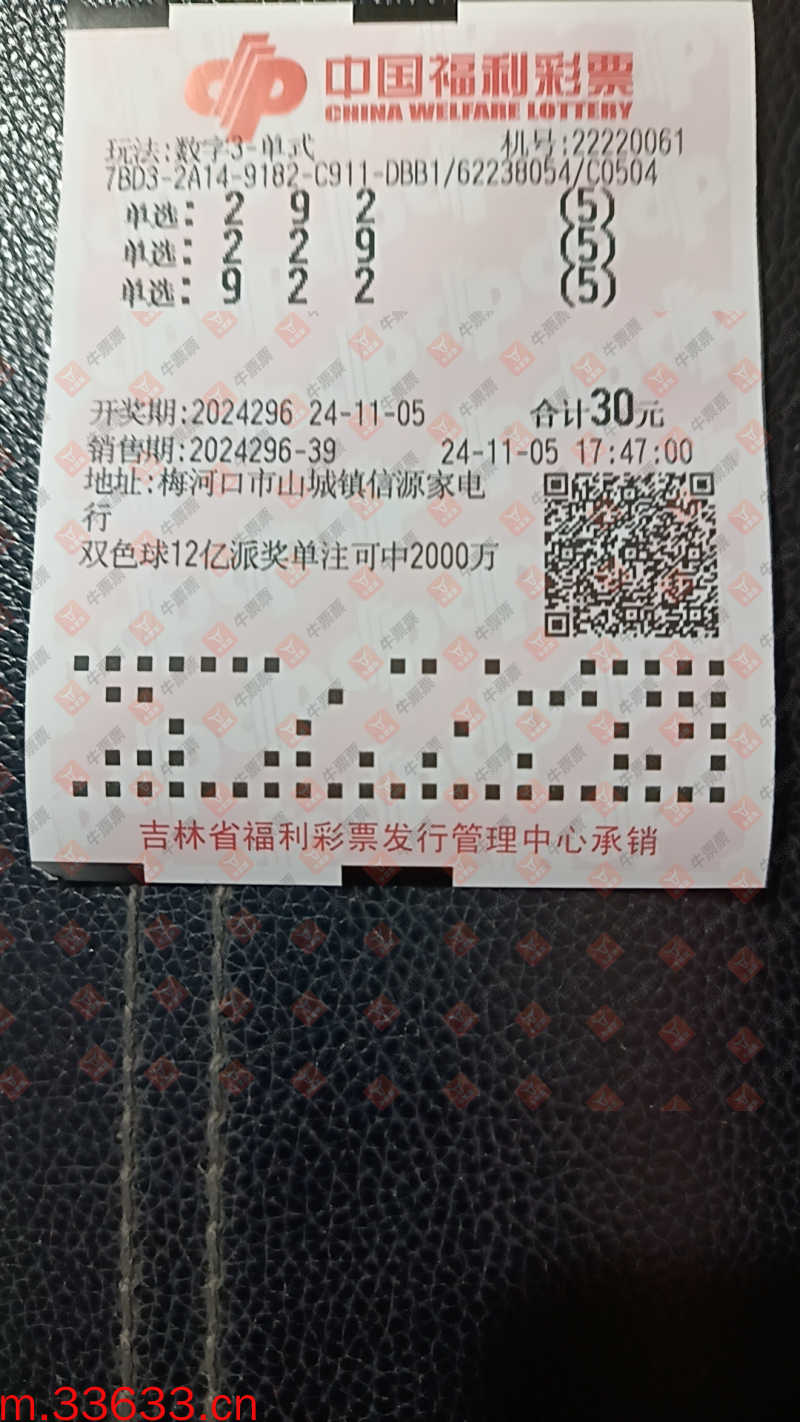 中国福利彩票
CHINA WELFARE LOTTERY
玩法:数字3-单式 机号:22220061
7BD3-2A14-9182-C911-DBB1/62238054/C0504
单选: 2 9 2 (5)
单选: 2 2 9 (5)
单选: 9 2 2 (5)
开奖期:2024296 24-11-05 合计30元
销售期:2024296-39 24-11-05 17:47:00
地址:梅河口市山城镇信源家电
行
双色球12亿派奖单注可中2000万
吉林省福利彩票发行管理中心承销
牛票票
m.33633.cn